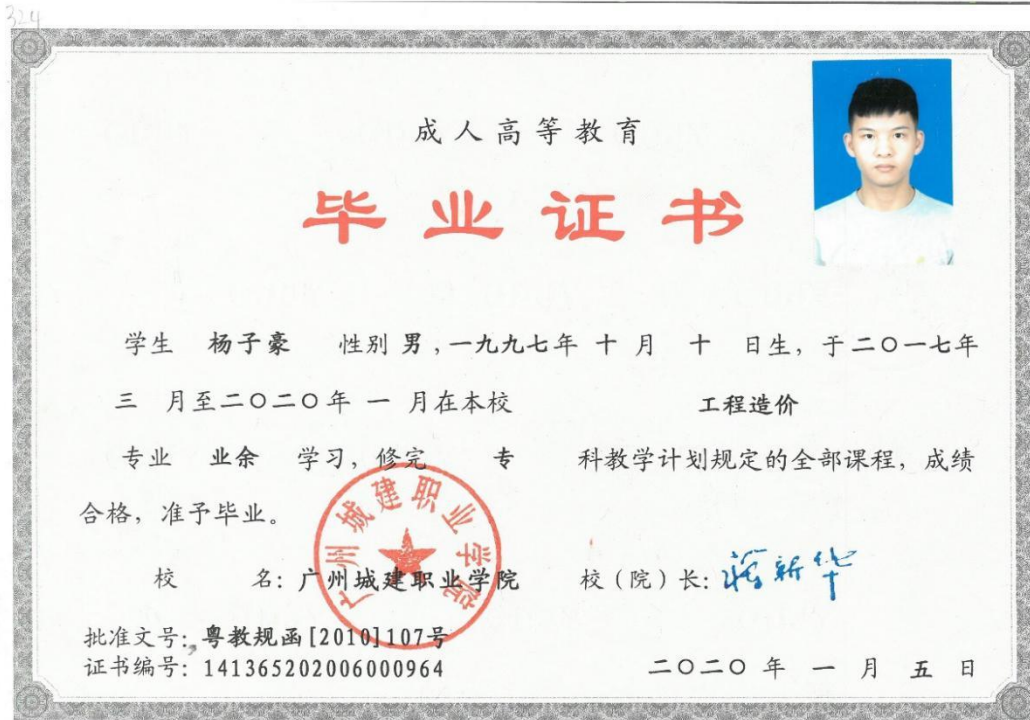 324
成人高等教育
毕业证书
学生 杨子豪 性别 男，一九九七年 十 月 十 日生，于二〇一七年
三 月至二〇二〇年 一 月在本校 工程造价
专业 业余 学习，修完 专 科教学计划规定的全部课程，成绩
合格，准予毕业。
广州城建职业学院
校 名：广州城建职业学院 校（院）长：蒋新华
批准文号：粤教规函[2010]107号
证书编号：141365202006000964 二〇二〇 年 一 月 五 日